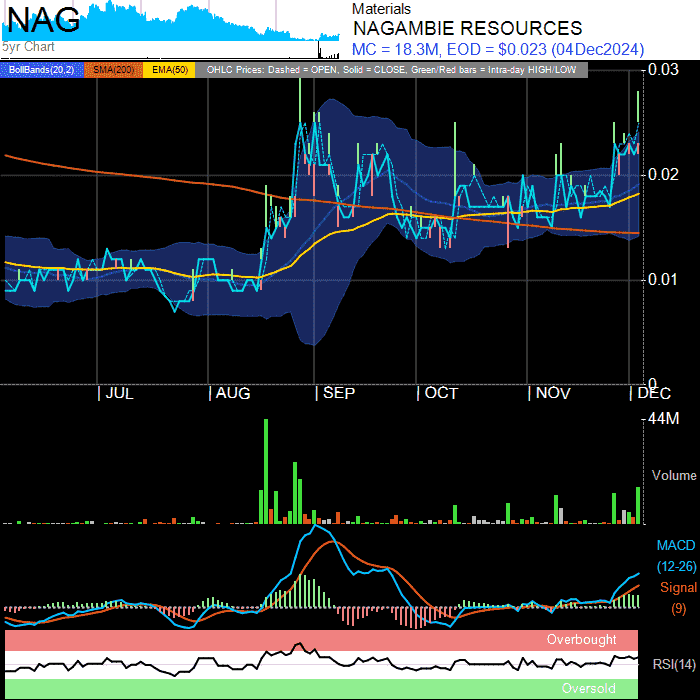 NAG
5yr Chart
Materials
NAGAMBIE RESOURCES
MC = 18.3M, EOD = $0.023 (04Dec2024)
BollBands(20,2) SMA(200) EMA(50) OHLC Prices: Dashed = OPEN, Solid = CLOSE, Green/Red bars = Intra-day HIGH/LOW
0.03
0.02
0.01
0
JUL AUG SEP OCT NOV DEC
44M
Volume
MACD
(12-26)
Signal
(9)
Overbought
RSI(14)
Oversold